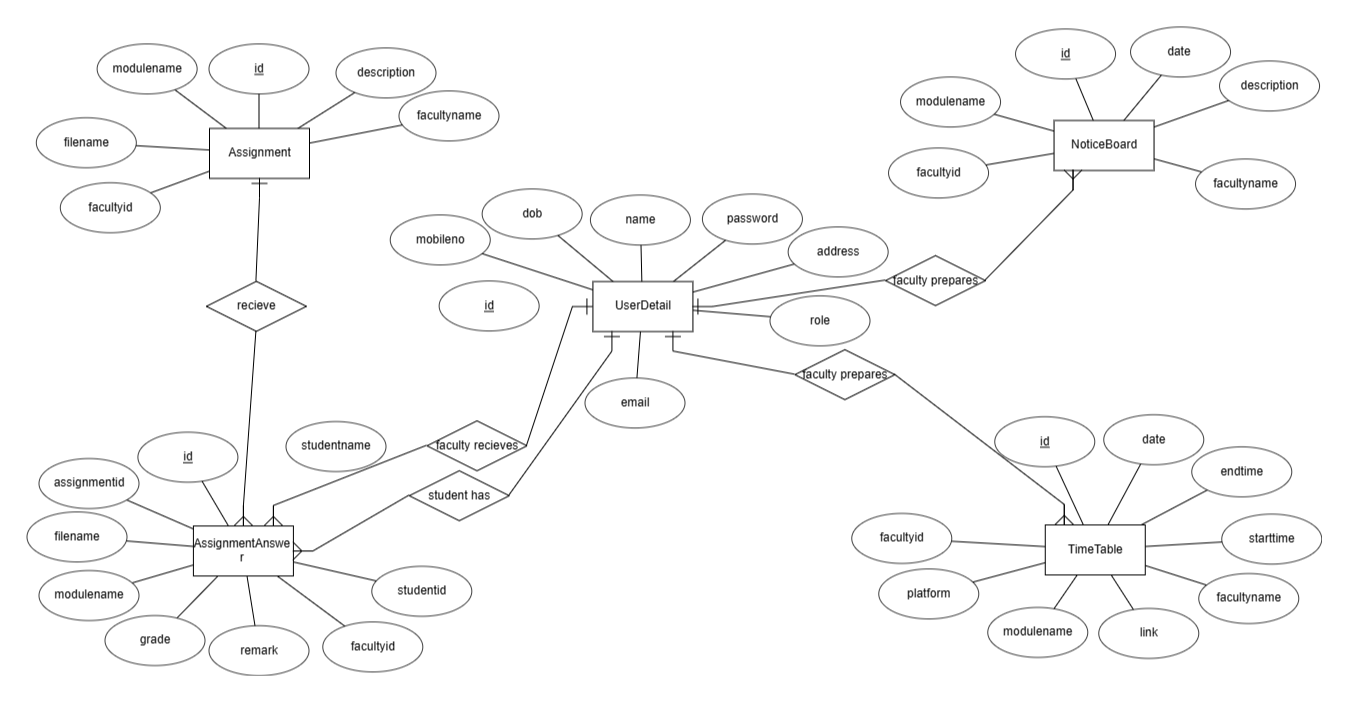 modulename
id
description
facultyname
filename
Assignment
facultyid
recieve
id
date
modulename
description
NoticeBoard
facultyid
facultyname
dob
name
password
mobileno
address
id
UserDetail
role
email
faculty prepares
faculty prepares
studentname
faculty recieves
student has
id
assignmentid
filename
AssignmentAnswe
r
modulename
studentid
grade
remark
facultyid
id
date
endtime
facultyid
TimeTable
starttime
platform
facultyname
modulename
link